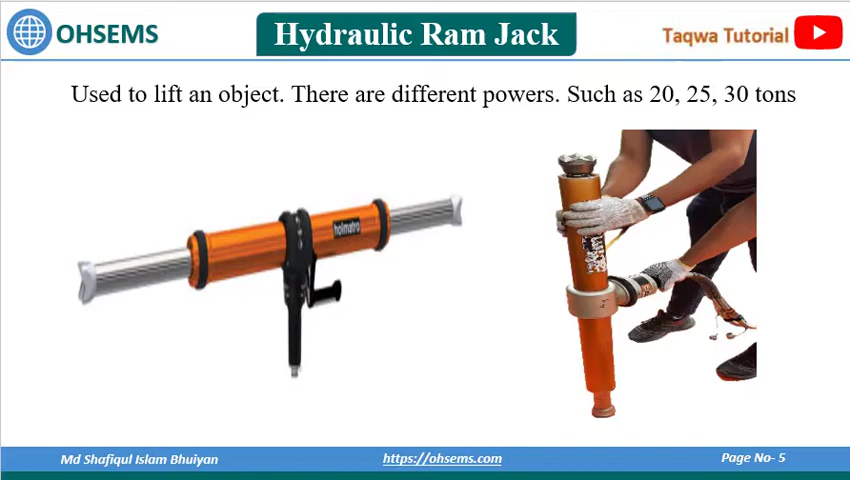 OHSEMS
Hydraulic Ram Jack
Taqwa Tutorial
Used to lift an object. There are different powers. Such as 20, 25, 30 tons
holmatro
Md Shafiqul Islam Bhuiyan
https://ohsems.com
Page No- 5